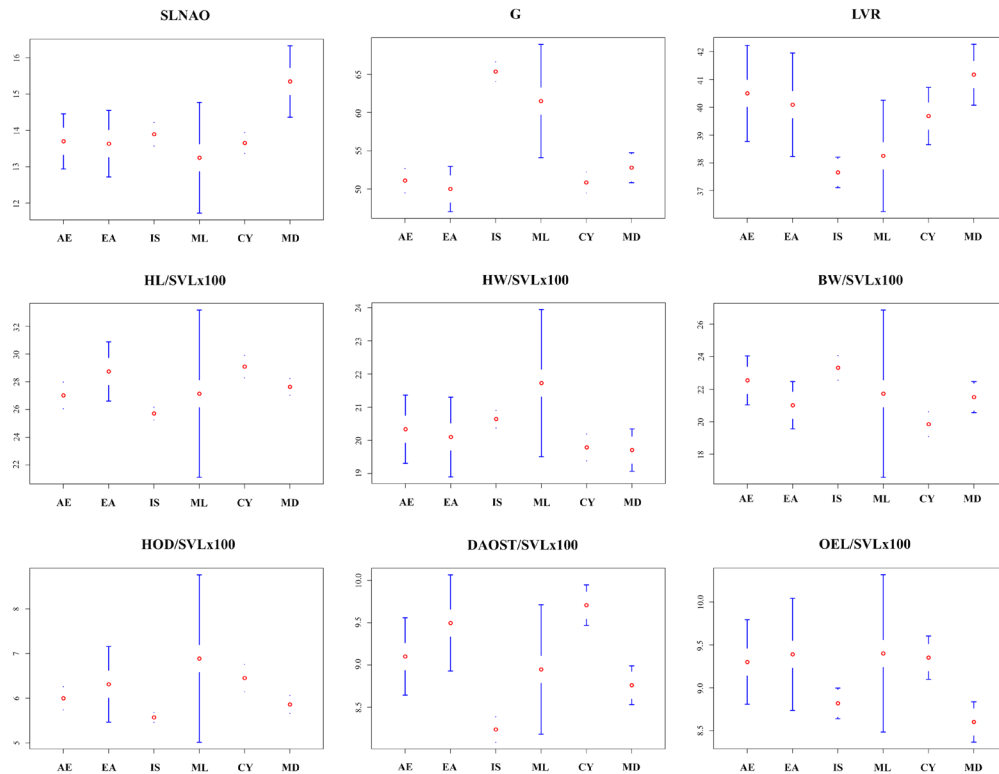 SLNAO G LVR
12 13 14 15 16
50 55 65
37 38 39 40 41 42
AE EA IS ML CY MD AE EA IS ML CY MD AE EA IS ML CY MD
HL/SVLx100 HW/SVLx100 BW/SVLx100
22 24 26 28 30 32
19 20 21 22 23 24
18 20 22 24 26
AE EA IS ML CY MD AE EA IS ML CY MD AE EA IS ML CY MD
HOD/SVLx100 DAOST/SVLx100 OEL/SVLx100
5 6 7 8
8.5 9.0 9.5 10.0
8.5 9.0 9.5 10.0
AE EA IS ML CY MD AE EA IS ML CY MD AE EA IS ML CY MD